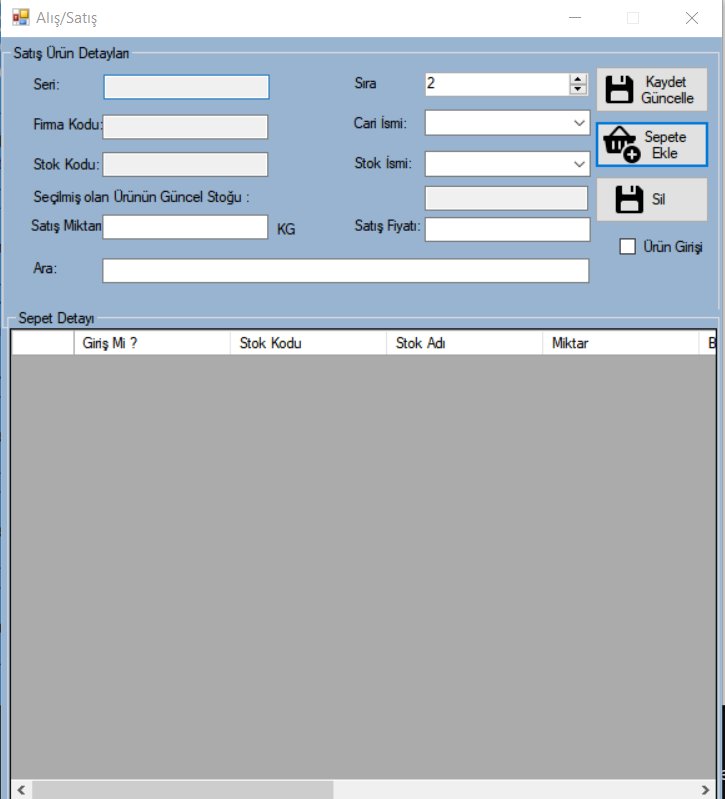 Alış/Satış
Satış Ürün Detayları
Seri:
Sıra
2
Kaydet
Güncelle
Firma Kodu:
Cari İsmi:
Sepete
Ekle
Stok Kodu:
Stok İsmi:
Seçilmiş olan Ürünün Güncel Stoğu :
Sil
Satış Miktarı
KG
Satış Fiyatı:
Ürün Girişi
Ara:
Sepet Detayı
Giriş Mi ? Stok Kodu Stok Adı Miktar B